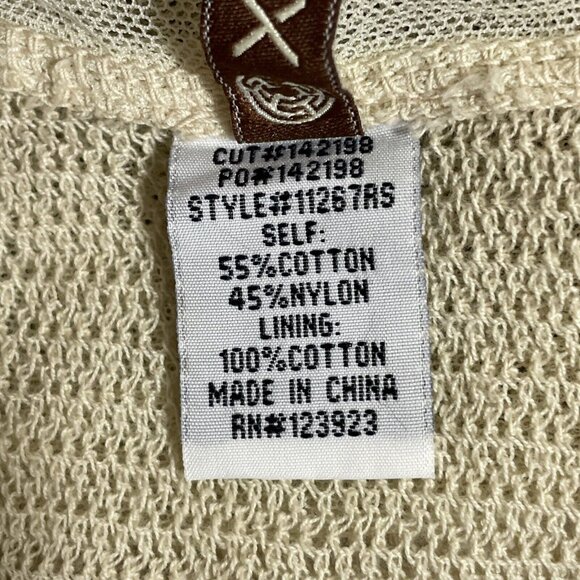 X
CUT#142198
PO#142198
STYLE#11267RS
SELF:
55%COTTON
45%NYLON
LINING:
100%COTTON
MADE IN CHINA
RN#123923